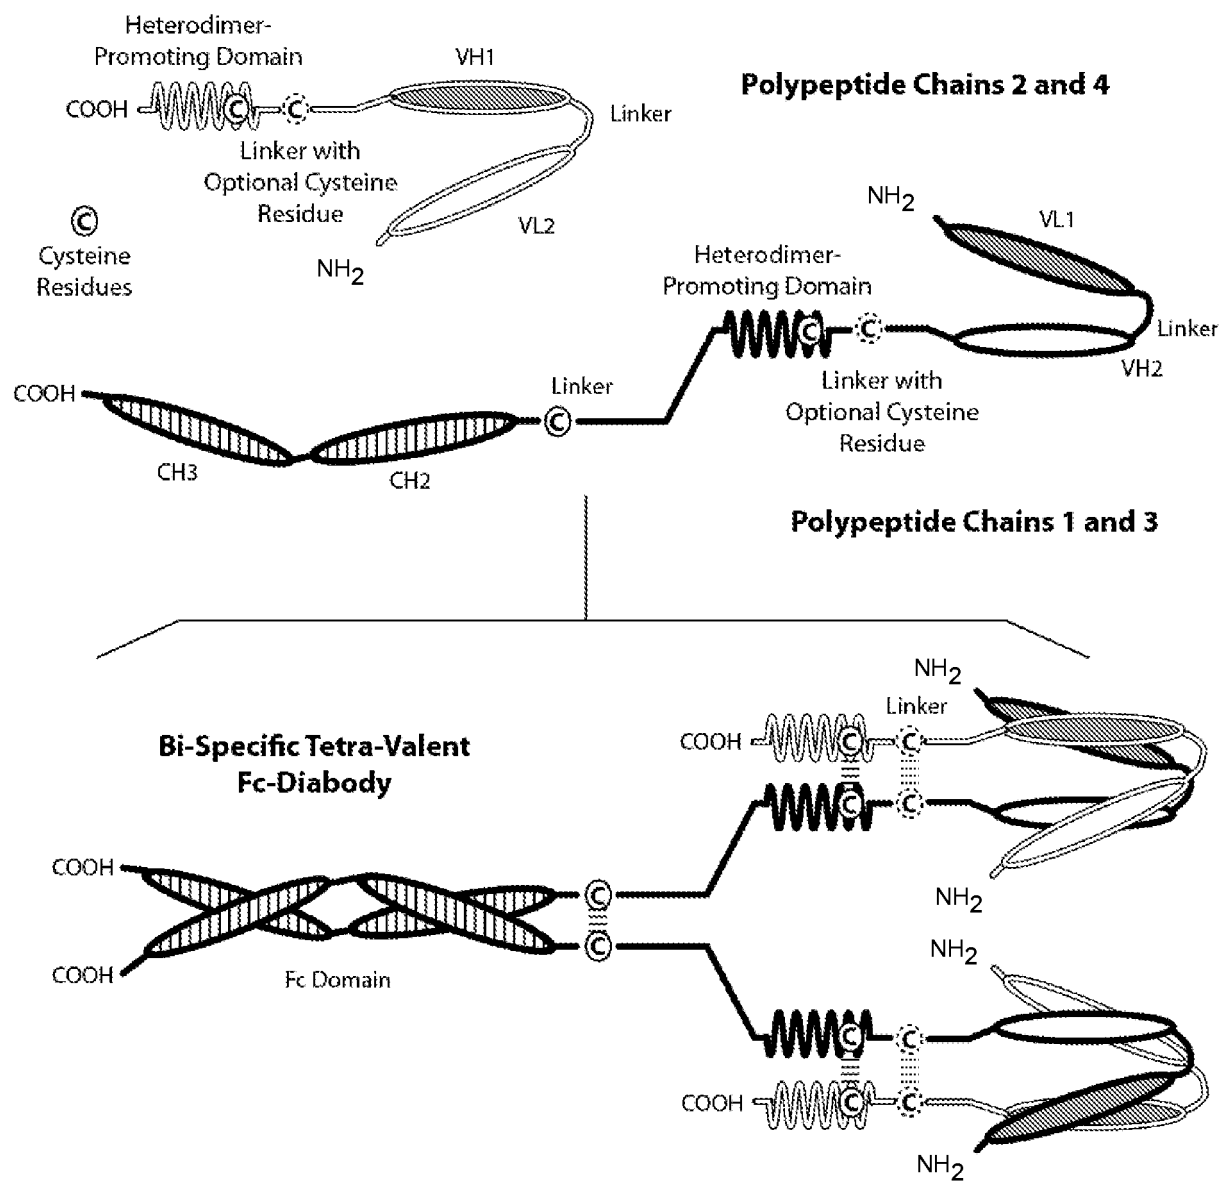 Heterodimer-
Promoting Domain
VH1
Polypeptide Chains 2 and 4
COOH
C
C
Linker
Linker with
Optional Cysteine
Residue
VL2
NH2
C
Cysteine
Residues
NH2
VL1
Heterodimer-
Promoting Domain
C
C
Linker
VH2
Linker with
Optional Cysteine
Residue
COOH
Linker
C
CH3
CH2
Polypeptide Chains 1 and 3
Bi-Specific Tetra-Valent
Fc-Diabody
NH2
Linker
COOH
C
C
C
C
NH2
COOH
C
C
COOH
Fc Domain
NH2
C
C
COOH
C
C
NH2